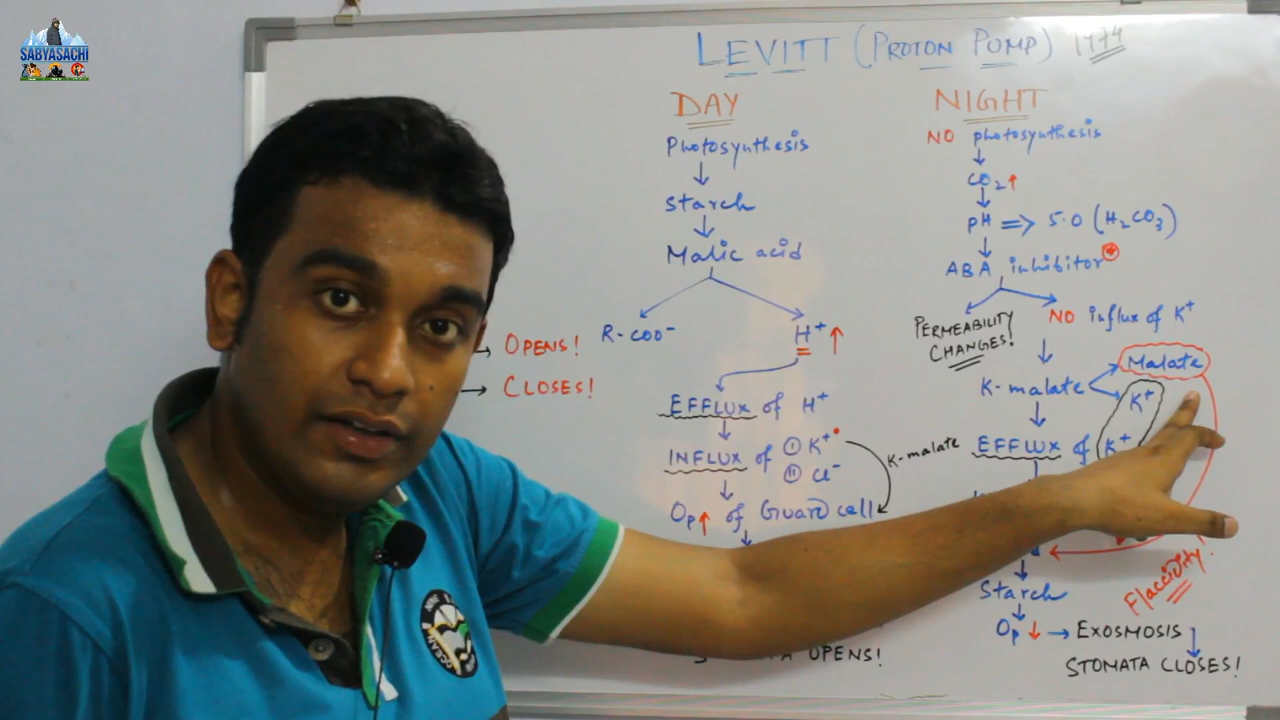 SABYASACHI
LEVITT (PROTON PUMP) 1974
DAY
Photosynthesis
Starch
Malic acid
R-COO⁻
H⁺ ↑
EFFLUX of H⁺
INFLUX of ① K⁺
② Cl⁻
K-malate
Op ↑ of Guard cell
OPENS!
→ OPENS!
→ CLOSES!
NIGHT
NO photosynthesis
CO₂ ↑
pH ⇒ 5.0 (H₂CO₃)
ABA inhibitor
PERMEABILITY
CHANGES!
NO influx of K⁺
K-malate
Malate
K⁺
EFFLUX of K⁺
Flaccidity!
Starch
Op ↓ → EXOSMOSIS
STOMATA CLOSES!
OCEAN